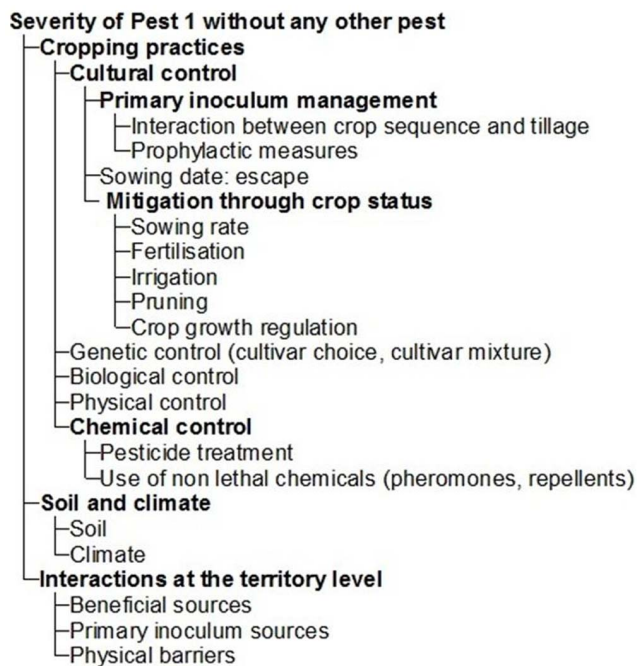 Severity of Pest 1 without any other pest
Cropping practices
Cultural control
Primary inoculum management
Interaction between crop sequence and tillage
Prophylactic measures
Sowing date: escape
Mitigation through crop status
Sowing rate
Fertilisation
Irrigation
Pruning
Crop growth regulation
Genetic control (cultivar choice, cultivar mixture)
Biological control
Physical control
Chemical control
Pesticide treatment
Use of non lethal chemicals (pheromones, repellents)
Soil and climate
Soil
Climate
Interactions at the territory level
Beneficial sources
Primary inoculum sources
Physical barriers